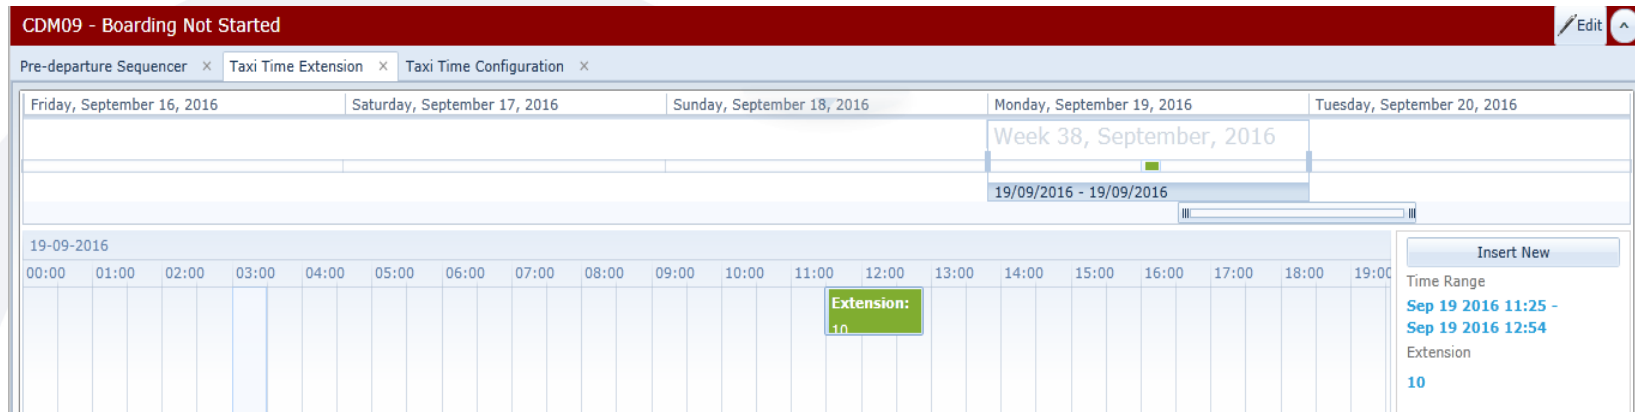 CDM09 - Boarding Not Started
Edit
Pre-departure Sequencer × Taxi Time Extension × Taxi Time Configuration ×
Friday, September 16, 2016 Saturday, September 17, 2016 Sunday, September 18, 2016 Monday, September 19, 2016 Tuesday, September 20, 2016
Week 38, September, 2016
19/09/2016 - 19/09/2016
19-09-2016
00:00 01:00 02:00 03:00 04:00 05:00 06:00 07:00 08:00 09:00 10:00 11:00 12:00 13:00 14:00 15:00 16:00 17:00 18:00 19:00
Extension:
10
Insert New
Time Range
Sep 19 2016 11:25 -
Sep 19 2016 12:54
Extension
10